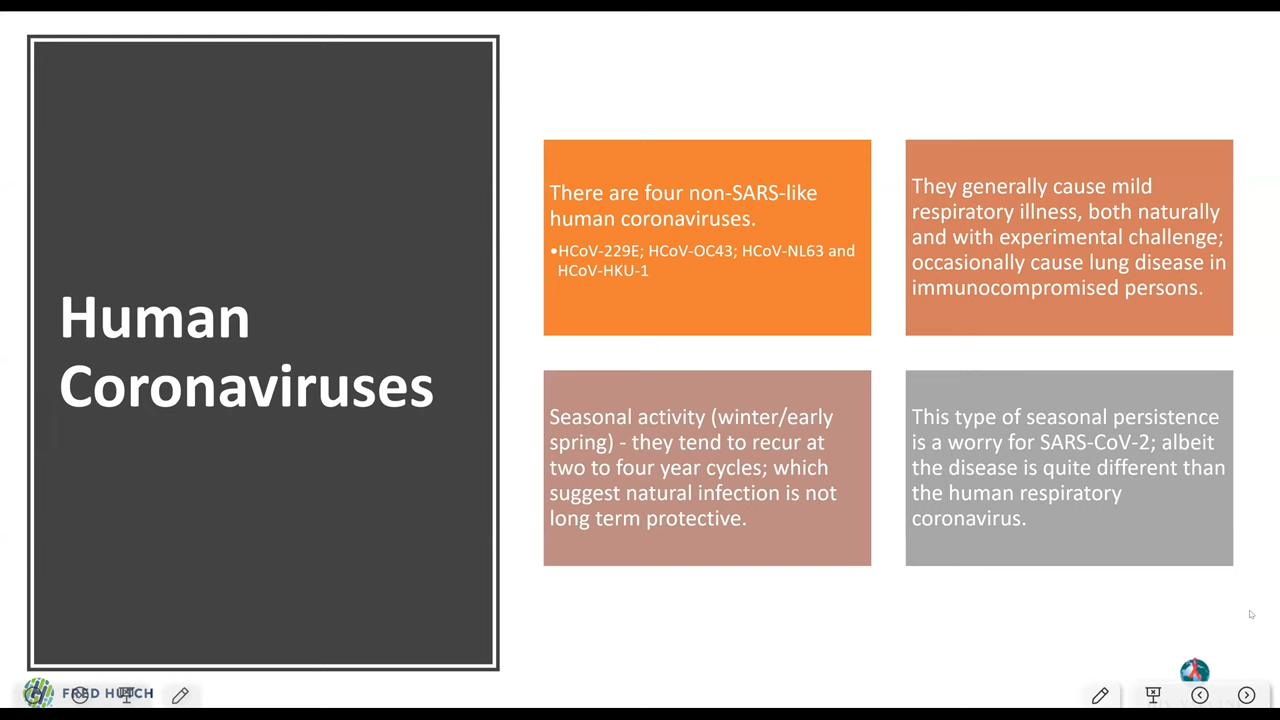 Human
Coronaviruses
There are four non-SARS-like
human coronaviruses.
•HCoV-229E; HCoV-OC43; HCoV-NL63 and
HCoV-HKU-1
They generally cause mild
respiratory illness, both naturally
and with experimental challenge;
occasionally cause lung disease in
immunocompromised persons.
Seasonal activity (winter/early
spring) - they tend to recur at
two to four year cycles; which
suggest natural infection is not
long term protective.
This type of seasonal persistence
is a worry for SARS-CoV-2; albeit
the disease is quite different than
the human respiratory
coronavirus.
FRED HUTCH